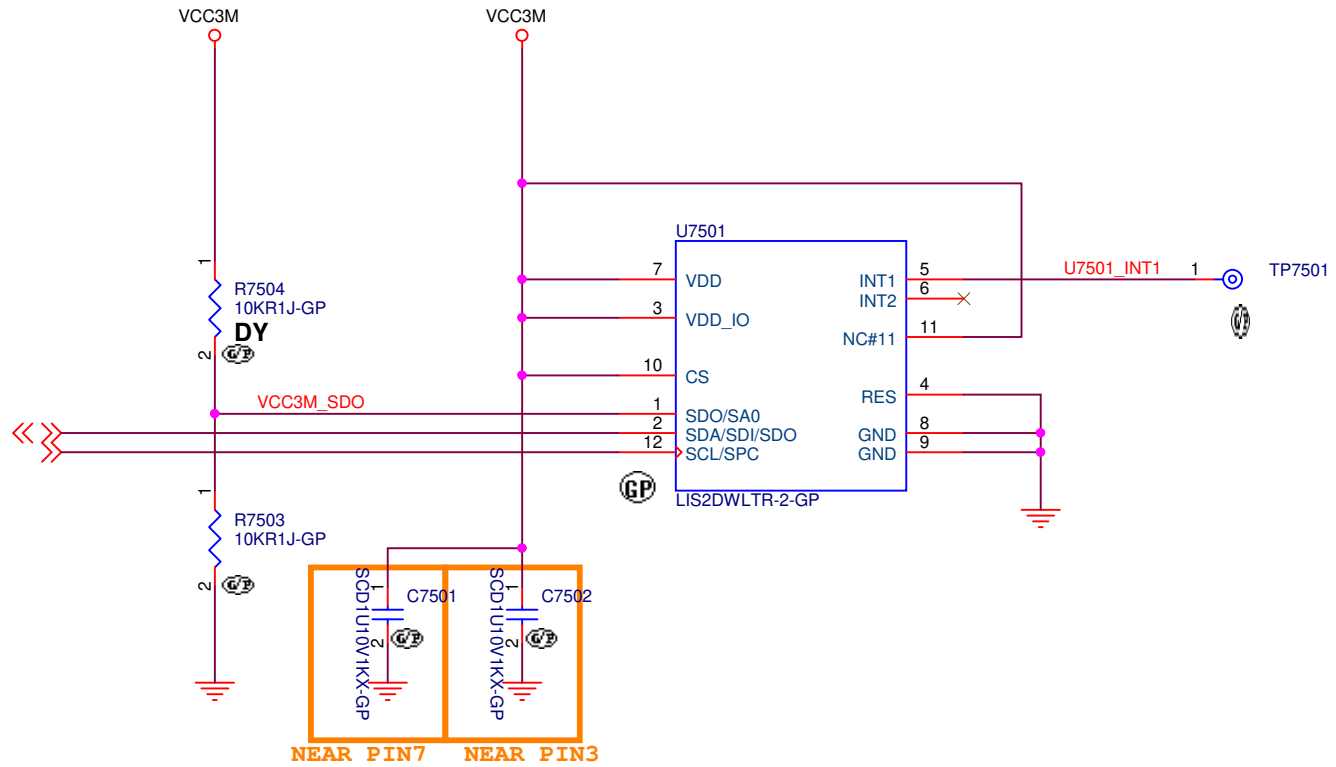 VCC3M
VCC3M
U7501
7
VDD
3
VDD_IO
10
CS
1
SDO/SA0
2
SDA/SDI/SDO
12
SCL/SPC
INT1
5
INT2
6
NC#11
11
RES
4
GND
8
GND
9
LIS2DWLTR-2-GP
GP
U7501_INT1
1
TP7501
G/P
1
R7504
10KR1J-GP
DY
2
G/P
VCC3M_SDO
1
R7503
10KR1J-GP
2
G/P
SCD1U10V1KX-GP
1
C7501
2
G/P
SCD1U10V1KX-GP
1
C7502
2
G/P
NEAR PIN7
NEAR PIN3